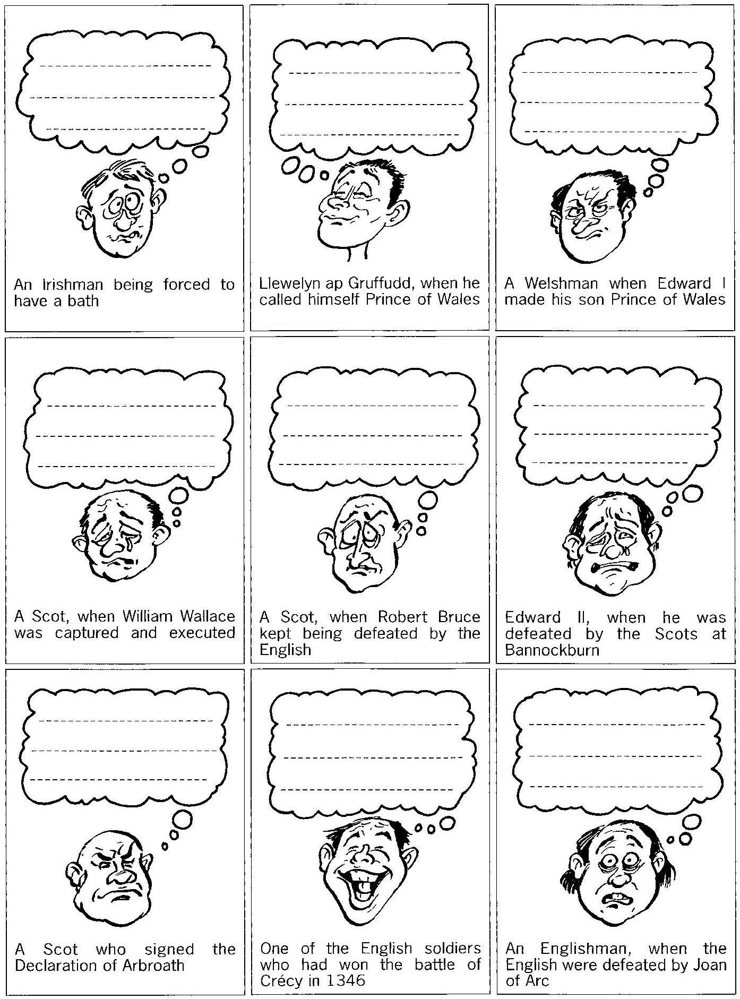 An Irishman being forced to
have a bath
Llewelyn ap Gruffudd, when he
called himself Prince of Wales
A Welshman when Edward I
made his son Prince of Wales
A Scot, when William Wallace
was captured and executed
A Scot, when Robert Bruce
kept being defeated by the
English
Edward II, when he was
defeated by the Scots at
Bannockburn
A Scot who signed the
Declaration of Arbroath
One of the English soldiers
who had won the battle of
Crécy in 1346
An Englishman, when the
English were defeated by Joan
of Arc